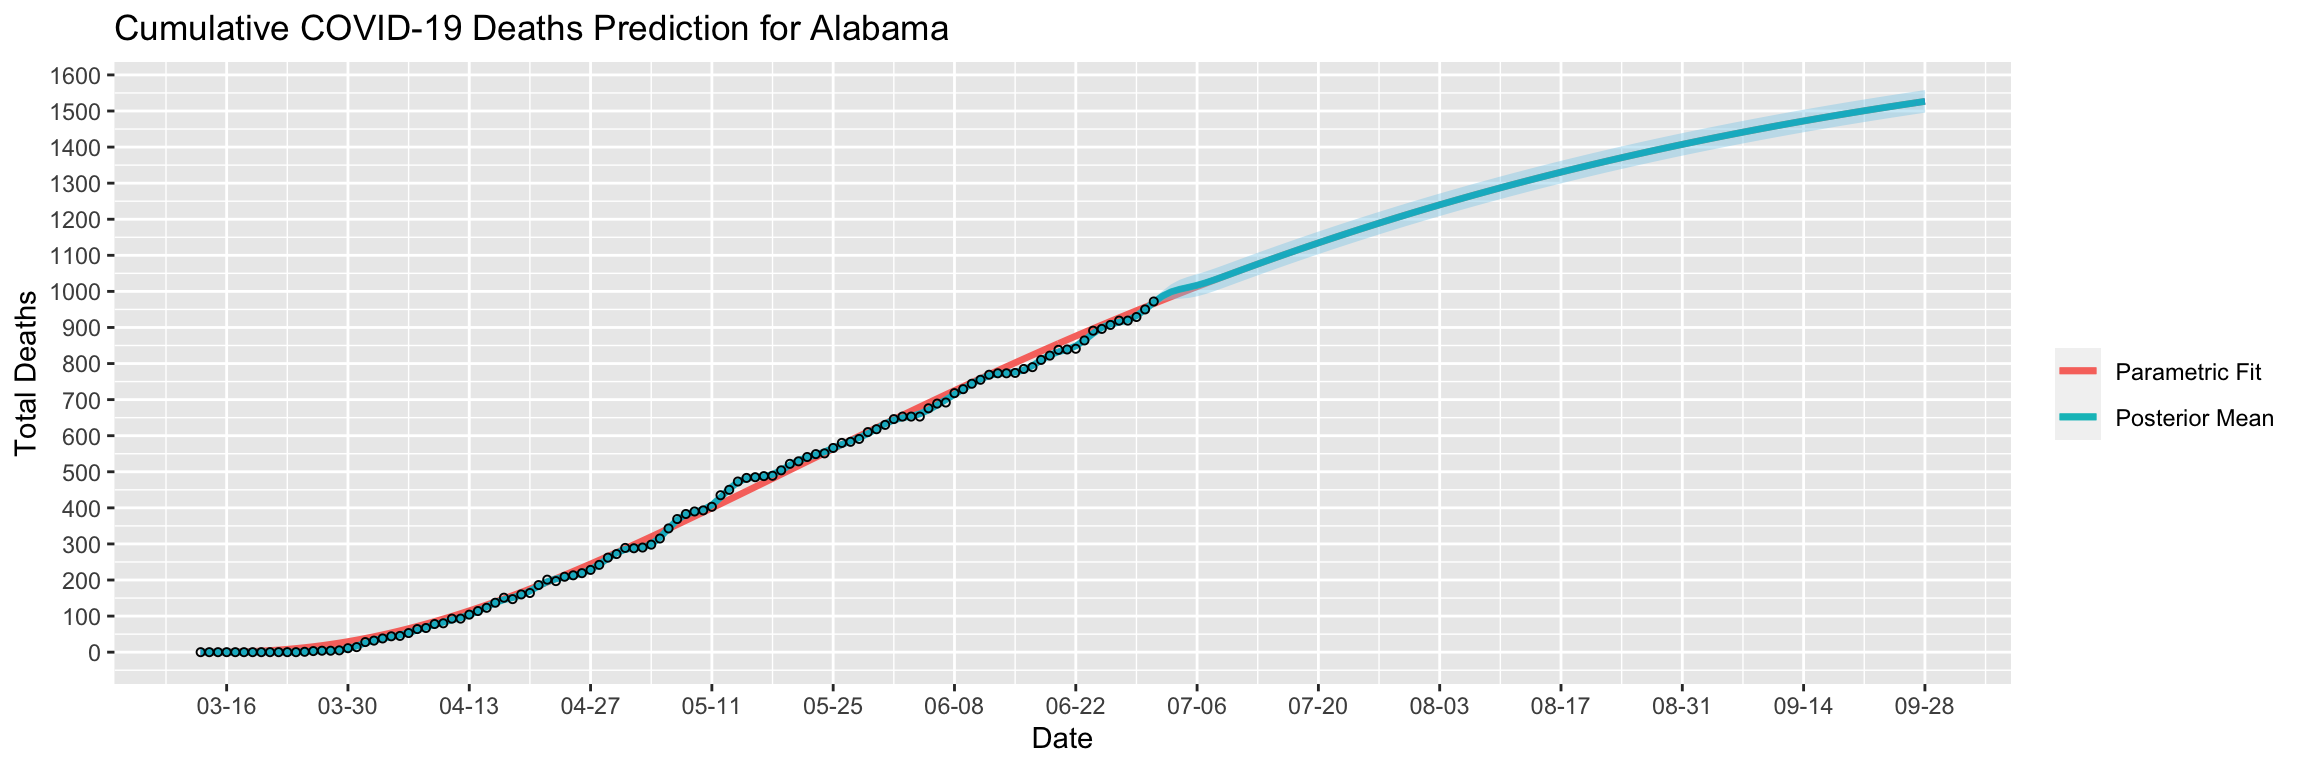 Cumulative COVID-19 Deaths Prediction for Alabama
1600
1500
1400
1300
1200
1100
1000
900
800
700
600
500
400
300
200
100
0
Total Deaths
03-16 03-30 04-13 04-27 05-11 05-25 06-08 06-22 07-06 07-20 08-03 08-17 08-31 09-14 09-28
Date
Parametric Fit
Posterior Mean